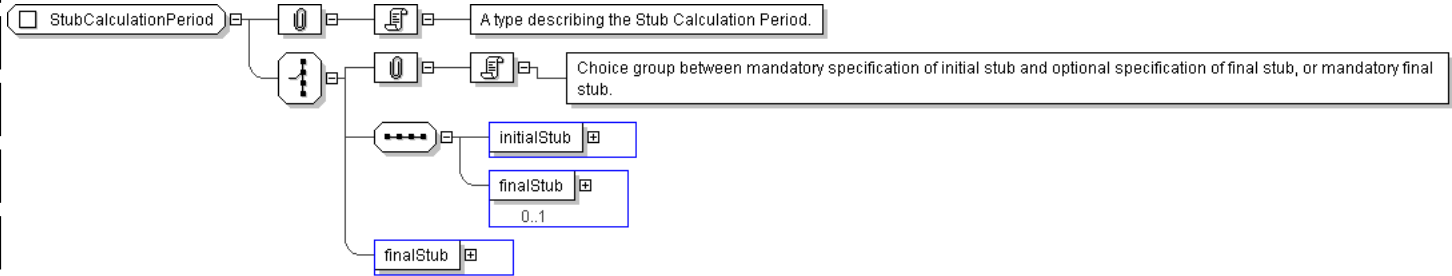 StubCalculationPeriod
A type describing the Stub Calculation Period.
Choice group between mandatory specification of initial stub and optional specification of final stub, or mandatory final
stub.
initialStub
finalStub
0..1
finalStub